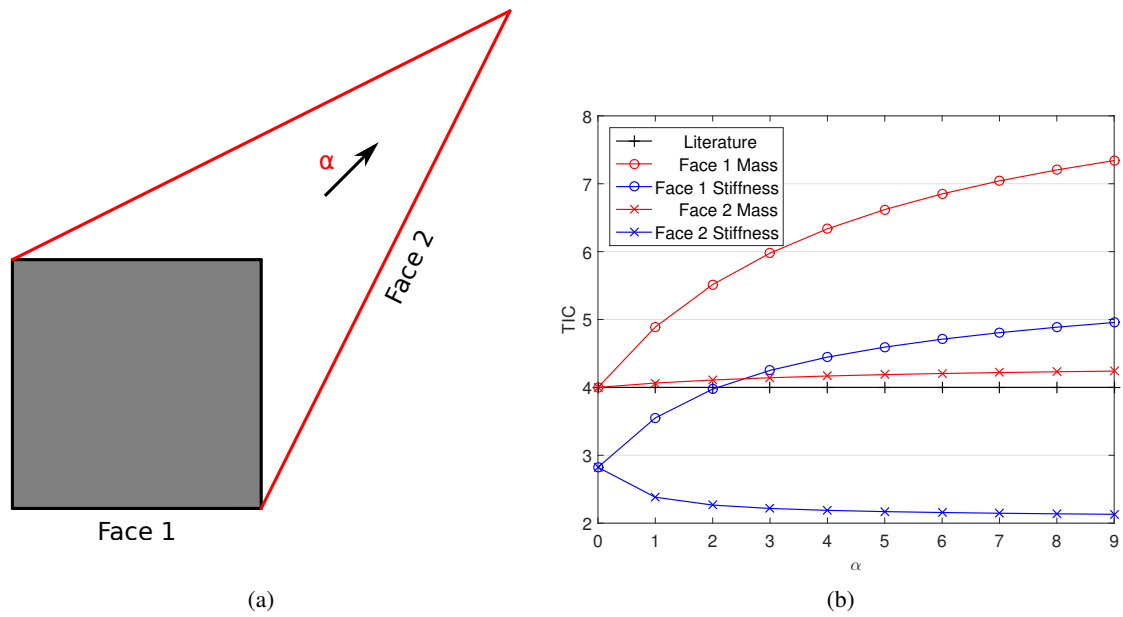 α
Face 2
Face 1
(a)
8
7
6
5
4
3
2
TIC
Literature
Face 1 Mass
Face 1 Stiffness
Face 2 Mass
Face 2 Stiffness
0 1 2 3 4 5 6 7 8 9
α
(b)